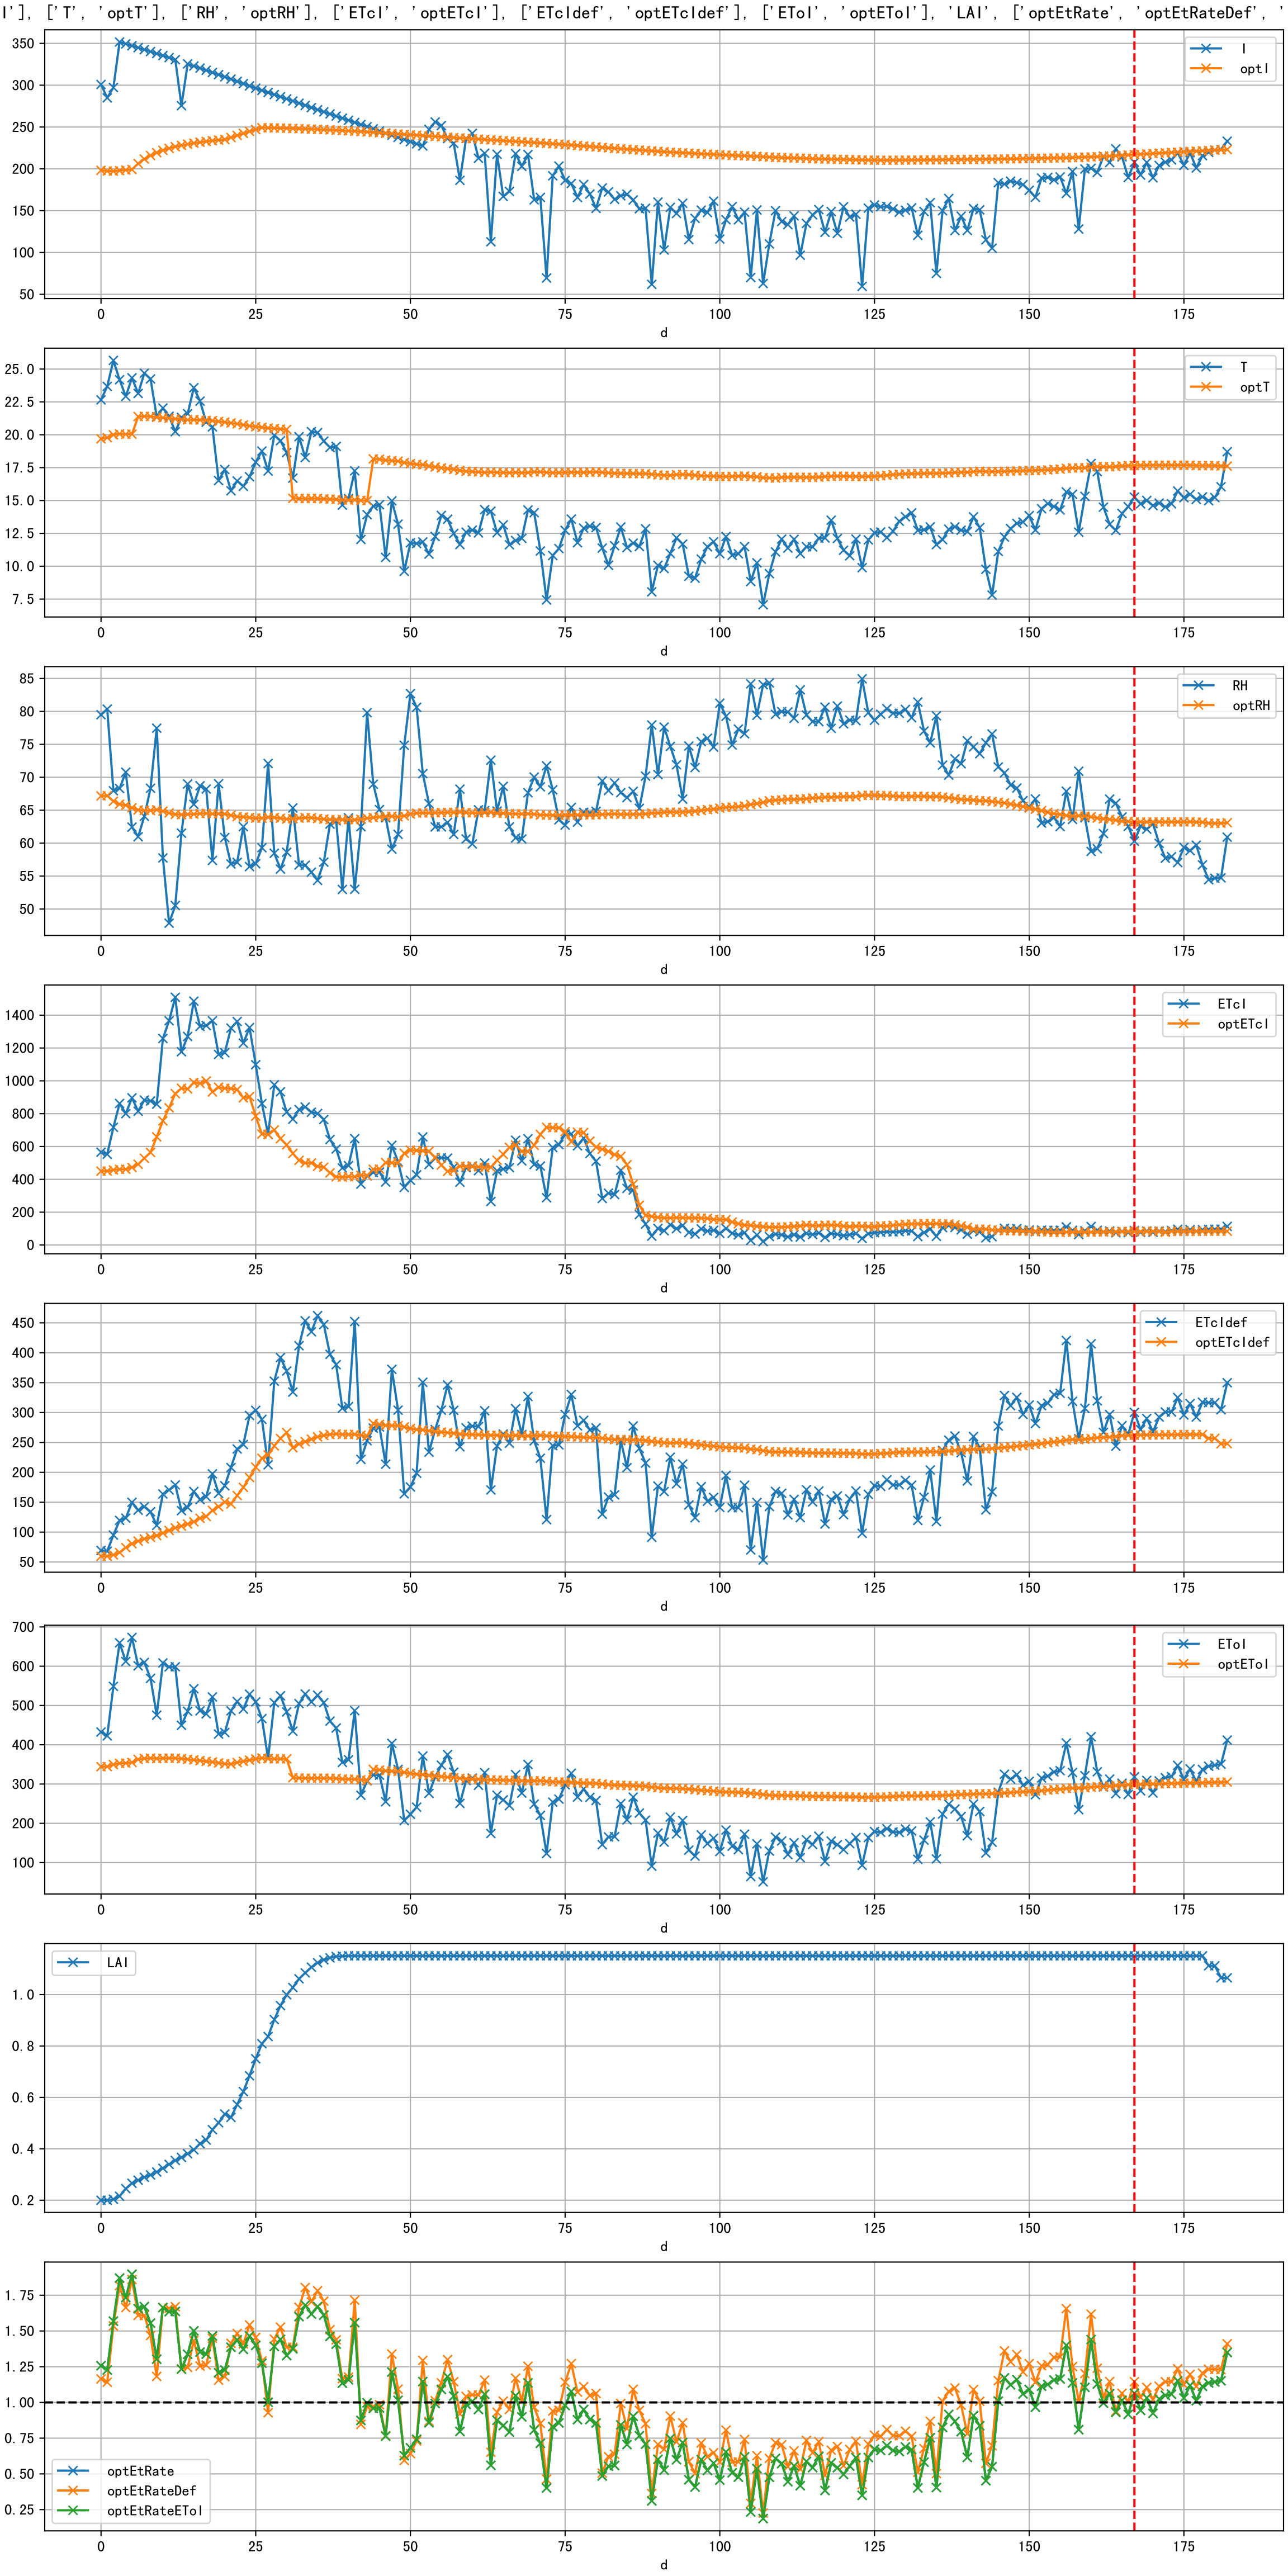 I'], ['T', 'optT'], ['RH', 'optRH'], ['ETcI', 'optETcI'], ['ETcIdef', 'optETcIdef'], ['EToI', 'optEToI'], 'LAI', ['optEtRate', 'optEtRateDef', '
350
300
250
200
150
100
50
I
optI
0 25 50 75 100 125 150 175
d
25.0
22.5
20.0
17.5
15.0
12.5
10.0
7.5
T
optT
0 25 50 75 100 125 150 175
d
85
80
75
70
65
60
55
50
RH
optRH
0 25 50 75 100 125 150 175
d
1400
1200
1000
800
600
400
200
0
ETcI
optETcI
0 25 50 75 100 125 150 175
d
450
400
350
300
250
200
150
100
50
ETcIdef
optETcIdef
0 25 50 75 100 125 150 175
d
700
600
500
400
300
200
100
EToI
optEToI
0 25 50 75 100 125 150 175
d
LAI
1.0
0.8
0.6
0.4
0.2
0 25 50 75 100 125 150 175
d
1.75
1.50
1.25
1.00
0.75
0.50
0.25
optEtRate
optEtRateDef
optEtRateEToI
0 25 50 75 100 125 150 175
d